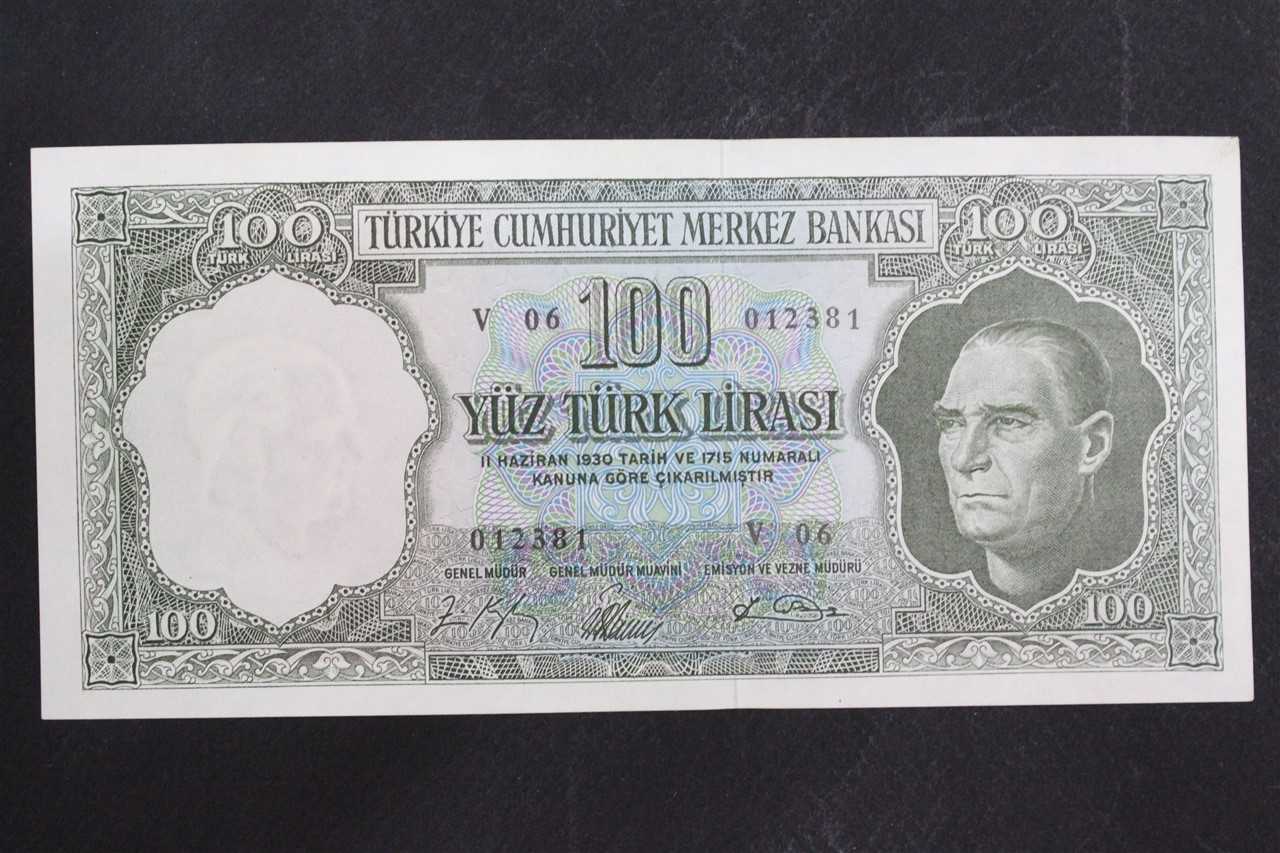 100 TÜRKİYE CUMHURİYET MERKEZ BANKASI 100
TÜRK LİRASI TÜRK LİRASI
V 06 100 012381
YÜZ TÜRK LİRASI
11 HAZİRAN 1930 TARİH VE 1715 NUMARALI
KANUNA GÖRE ÇIKARILMIŞTIR
012381 V 06
GENEL MÜDÜR GENEL MÜDÜR MUAVİNİ EMİSYON VE VEZNE MÜDÜRÜ
100 100